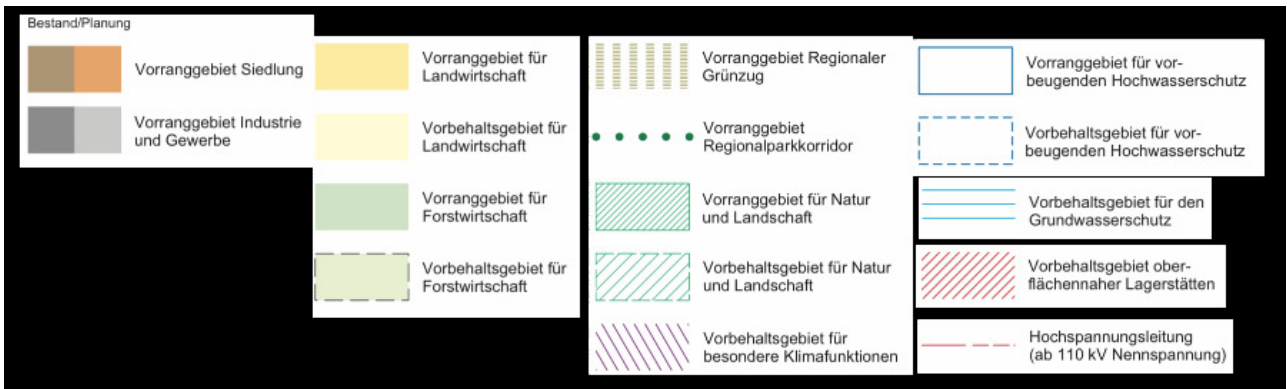 Bestand/Planung
Vorranggebiet Siedlung
Vorranggebiet Industrie
und Gewerbe
Vorranggebiet für
Landwirtschaft
Vorbehaltsgebiet für
Landwirtschaft
Vorranggebiet für
Forstwirtschaft
Vorbehaltsgebiet für
Forstwirtschaft
Vorranggebiet Regionaler
Grünzug
Vorranggebiet
Regionalparkkorridor
Vorranggebiet für Natur
und Landschaft
Vorbehaltsgebiet für Natur
und Landschaft
Vorbehaltsgebiet für
besondere Klimafunktionen
Vorranggebiet für vor-
beugenden Hochwasserschutz
Vorbehaltsgebiet für vor-
beugenden Hochwasserschutz
Vorbehaltsgebiet für den
Grundwasserschutz
Vorbehaltsgebiet ober-
flächennaher Lagerstätten
Hochspannungsleitung
(ab 110 kV Nennspannung)